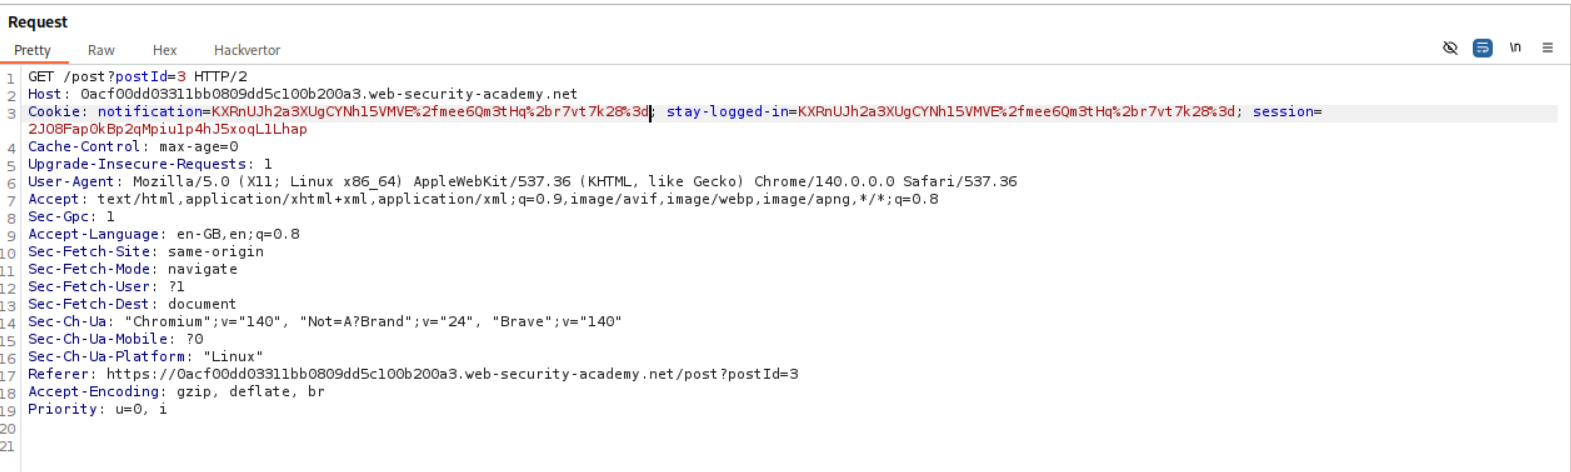 Request
Pretty Raw Hex Hackvertor
\n
1 GET /post?postId=3 HTTP/2
2 Host: 0acf00dd03311bb0809dd5c100b200a3.web-security-academy.net
3 Cookie: notification=KXRnUJh2a3XUgCYNhl5VMVE%2fmee6Qm3tHq%2br7vt7k28%3d; stay-logged-in=KXRnUJh2a3XUgCYNhl5VMVE%2fmee6Qm3tHq%2br7vt7k28%3d; session=
2JO8Fap0kBp2qMpiulp4hJ5xoqLlLhap
4 Cache-Control: max-age=0
5 Upgrade-Insecure-Requests: 1
6 User-Agent: Mozilla/5.0 (X11; Linux x86_64) AppleWebKit/537.36 (KHTML, like Gecko) Chrome/140.0.0.0 Safari/537.36
7 Accept: text/html,application/xhtml+xml,application/xml;q=0.9,image/avif,image/webp,image/apng,*/*;q=0.8
8 Sec-Gpc: 1
9 Accept-Language: en-GB,en;q=0.8
10 Sec-Fetch-Site: same-origin
11 Sec-Fetch-Mode: navigate
12 Sec-Fetch-User: ?1
13 Sec-Fetch-Dest: document
14 Sec-Ch-Ua: "Chromium";v="140", "Not=A?Brand";v="24", "Brave";v="140"
15 Sec-Ch-Ua-Mobile: ?0
16 Sec-Ch-Ua-Platform: "Linux"
17 Referer: https://0acf00dd03311bb0809dd5c100b200a3.web-security-academy.net/post?postId=3
18 Accept-Encoding: gzip, deflate, br
19 Priority: u=0, i
20
21